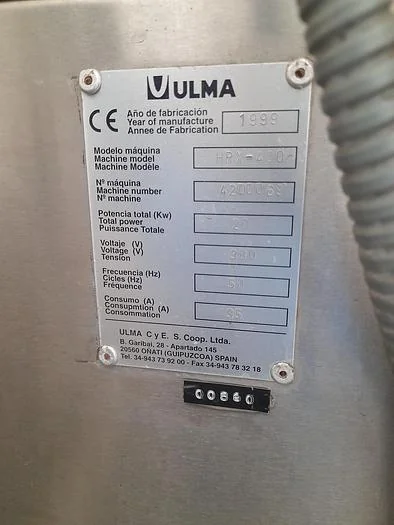 ULMA
CE
Año de fabricación
Year of manufacture
Annee de Fabrication
1999
Modelo máquina
Machine model
Machine Modèle
Nº máquina
Machine number
Nº machine
Potencia total (Kw)
Total power
Puissance Totale
Voltaje (V)
Voltage (V)
Tension
Frecuencia (Hz)
Cicles (Hz)
Fréquence
50
Consumo (A)
Consupmtion (A)
Consommation
35
ULMA C y E. S. Coop. Ltda.
B. Garibai, 28 - Apartado 145
20560 OÑATI (GUIPUZCOA) SPAIN
Tel. 34-943 73 92 00 - Fax 34-943 78 32 18